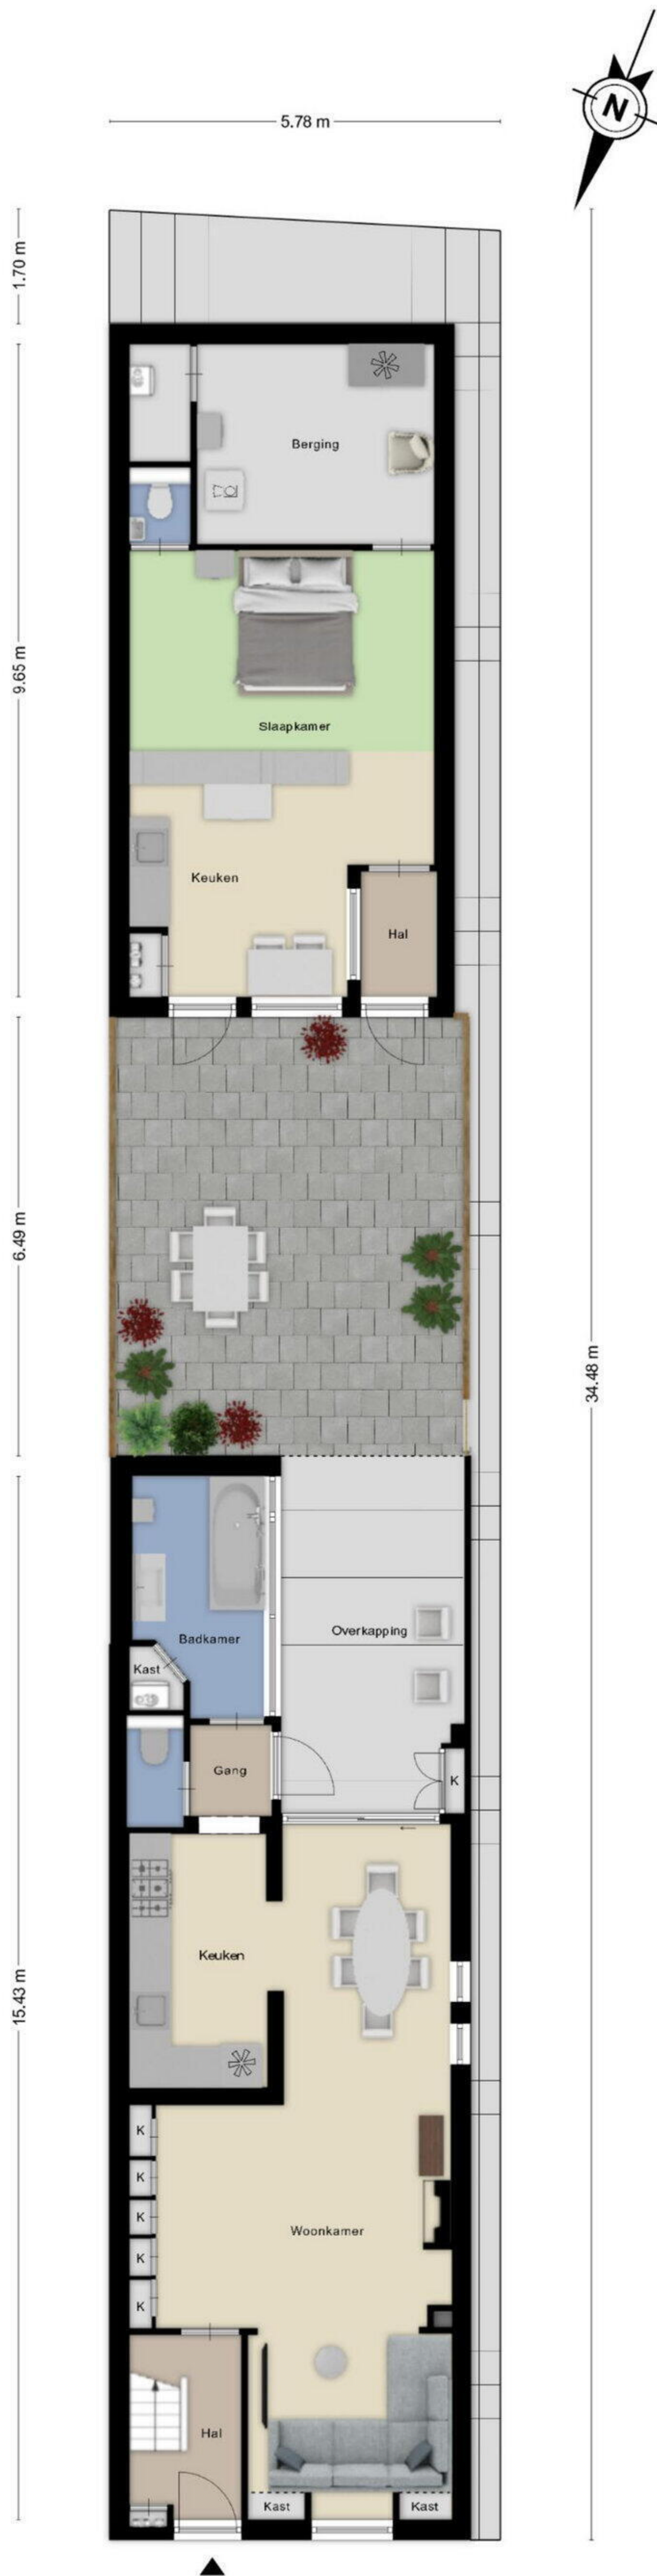 N
5.78 m
1.70 m
9.65 m
Berging
Slaapkamer
Keuken
Hal
6.49 m
34.48 m
Overkapping
Badkamer
Kast
Gang
K
Keuken
15.43 m
K
K
K
K
K
Woonkamer
Hal
Kast
Kast